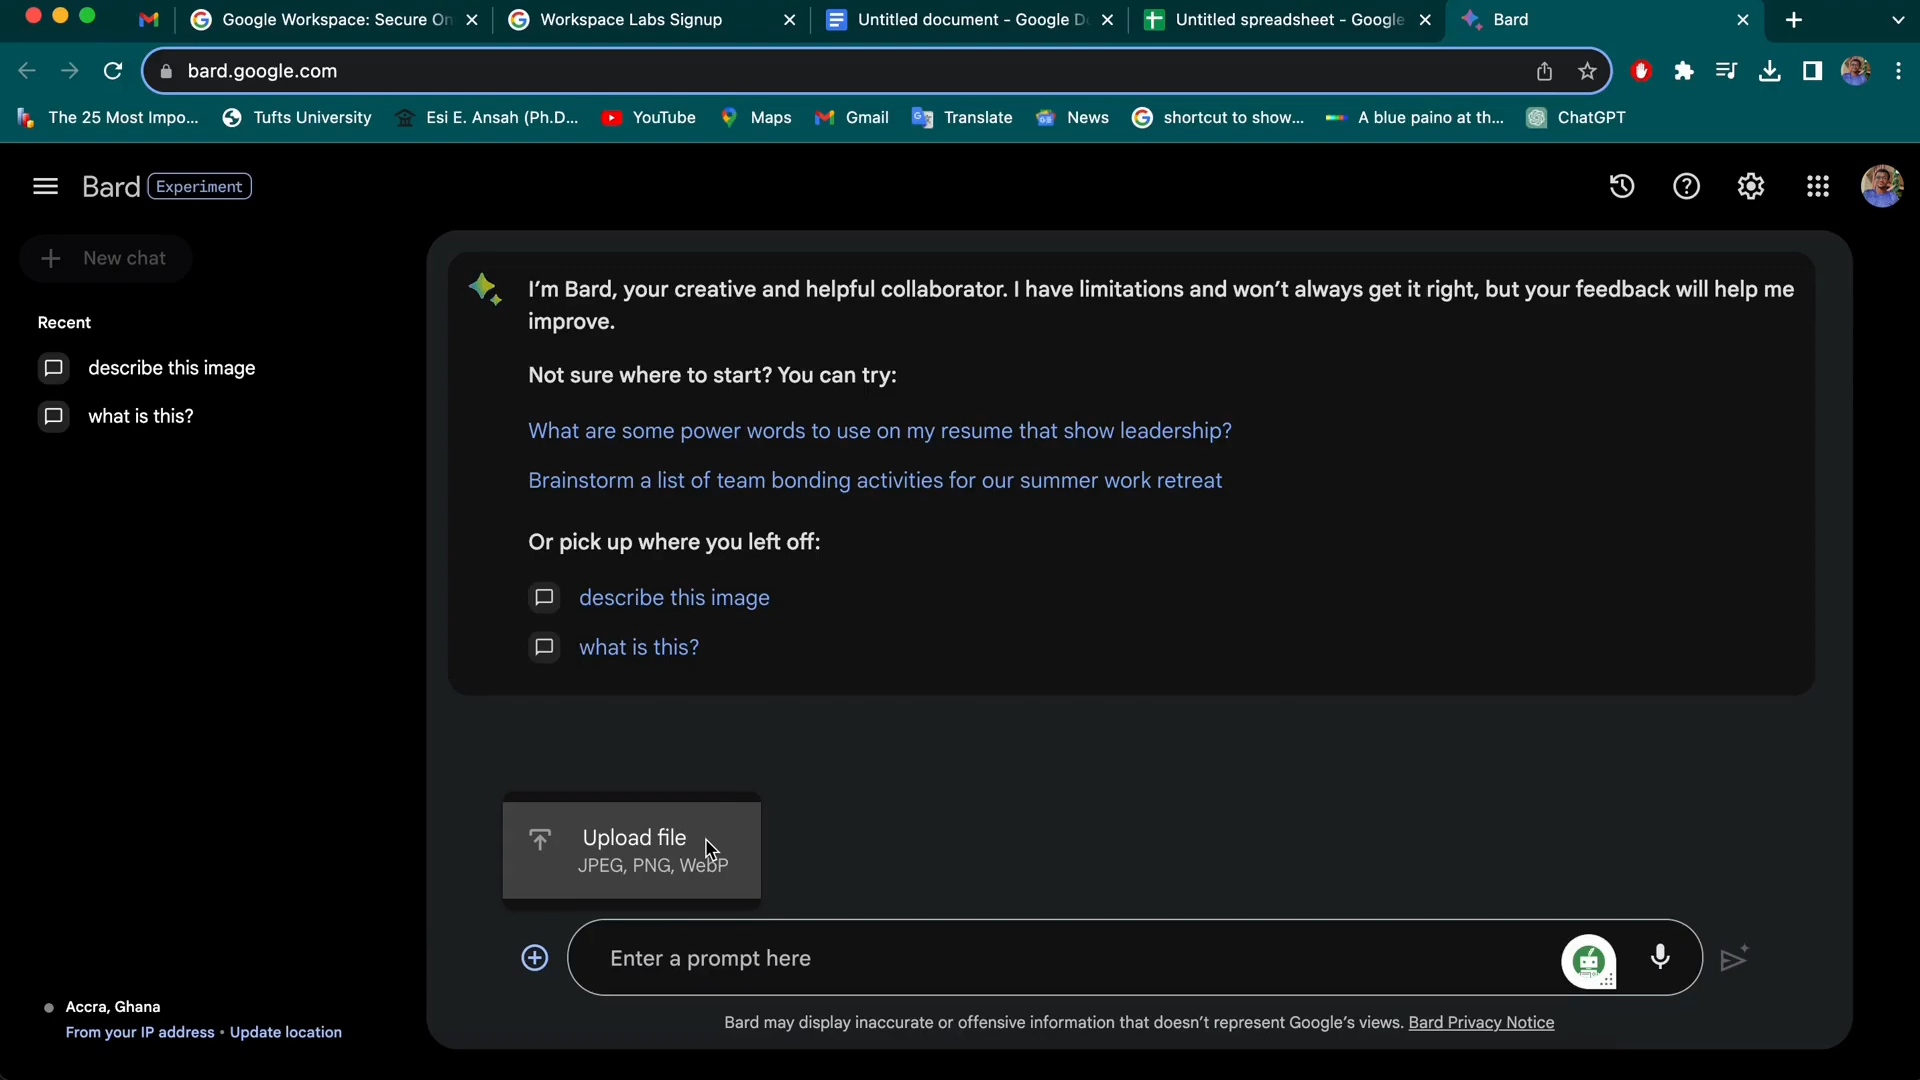 Google Workspace: Secure On
Workspace Labs Signup
Untitled document - Google D
Untitled spreadsheet - Google
Bard
bard.google.com
The 25 Most Impo...
Tufts University
Esi E. Ansah (Ph.D...
YouTube
Maps
Gmail
Translate
News
shortcut to show...
A blue paino at th...
ChatGPT
Bard
Experiment
New chat
Recent
describe this image
what is this?
I'm Bard, your creative and helpful collaborator. I have limitations and won't always get it right, but your feedback will help me
improve.
Not sure where to start? You can try:
What are some power words to use on my resume that show leadership?
Brainstorm a list of team bonding activities for our summer work retreat
Or pick up where you left off:
describe this image
what is this?
Upload file
JPEG, PNG, WebP
Enter a prompt here
Accra, Ghana
From your IP address • Update location
Bard may display inaccurate or offensive information that doesn't represent Google's views. Bard Privacy Notice